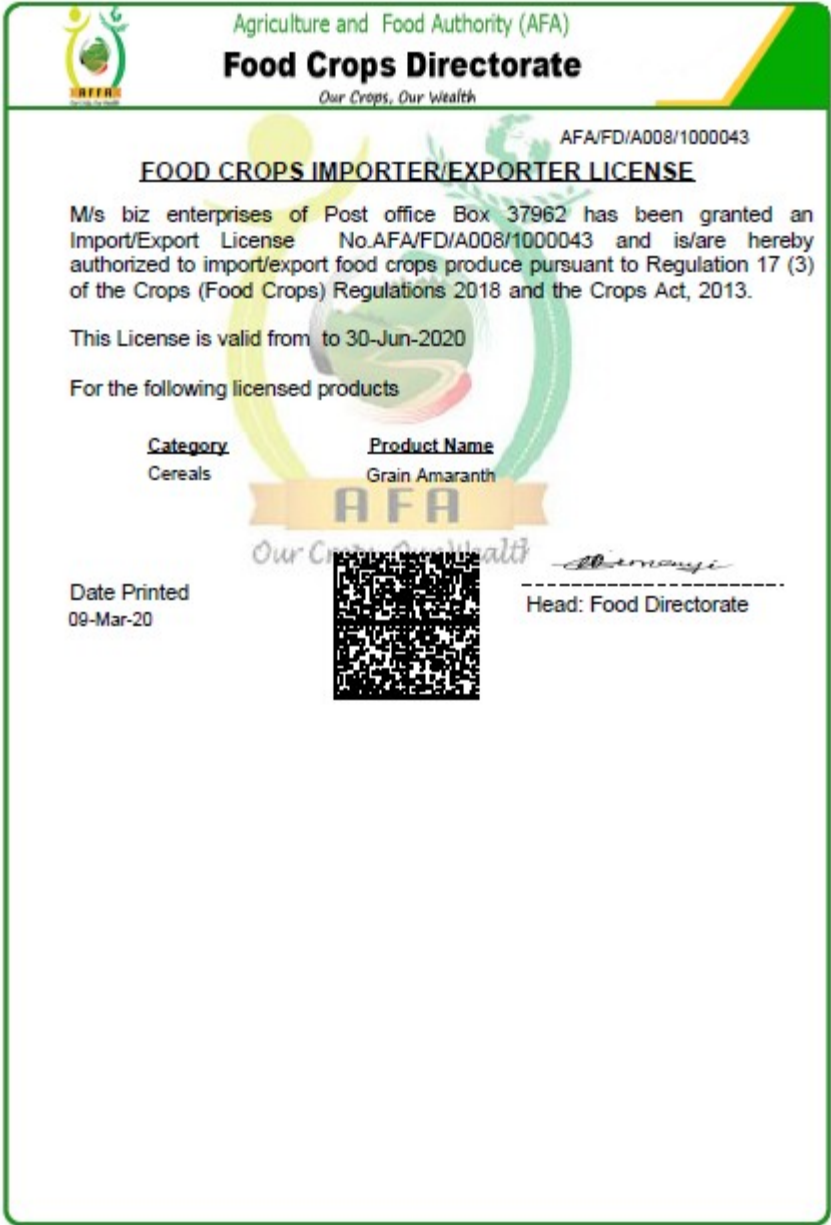 Agriculture and Food Authority (AFA)
Food Crops Directorate
Our Crops, Our Wealth
AFFA
AFA/FD/A008/1000043
FOOD CROPS IMPORTER/EXPORTER LICENSE
M/s biz enterprises of Post office Box 37962 has been granted an
Import/Export License No.AFA/FD/A008/1000043 and is/are hereby
authorized to import/export food crops produce pursuant to Regulation 17 (3)
of the Crops (Food Crops) Regulations 2018 and the Crops Act, 2013.
This License is valid from to 30-Jun-2020
For the following licensed products
Category Product Name
Cereals Grain Amaranth
AFA
Our Crops, Our Wealth
Date Printed
09-Mar-20
Head: Food Directorate